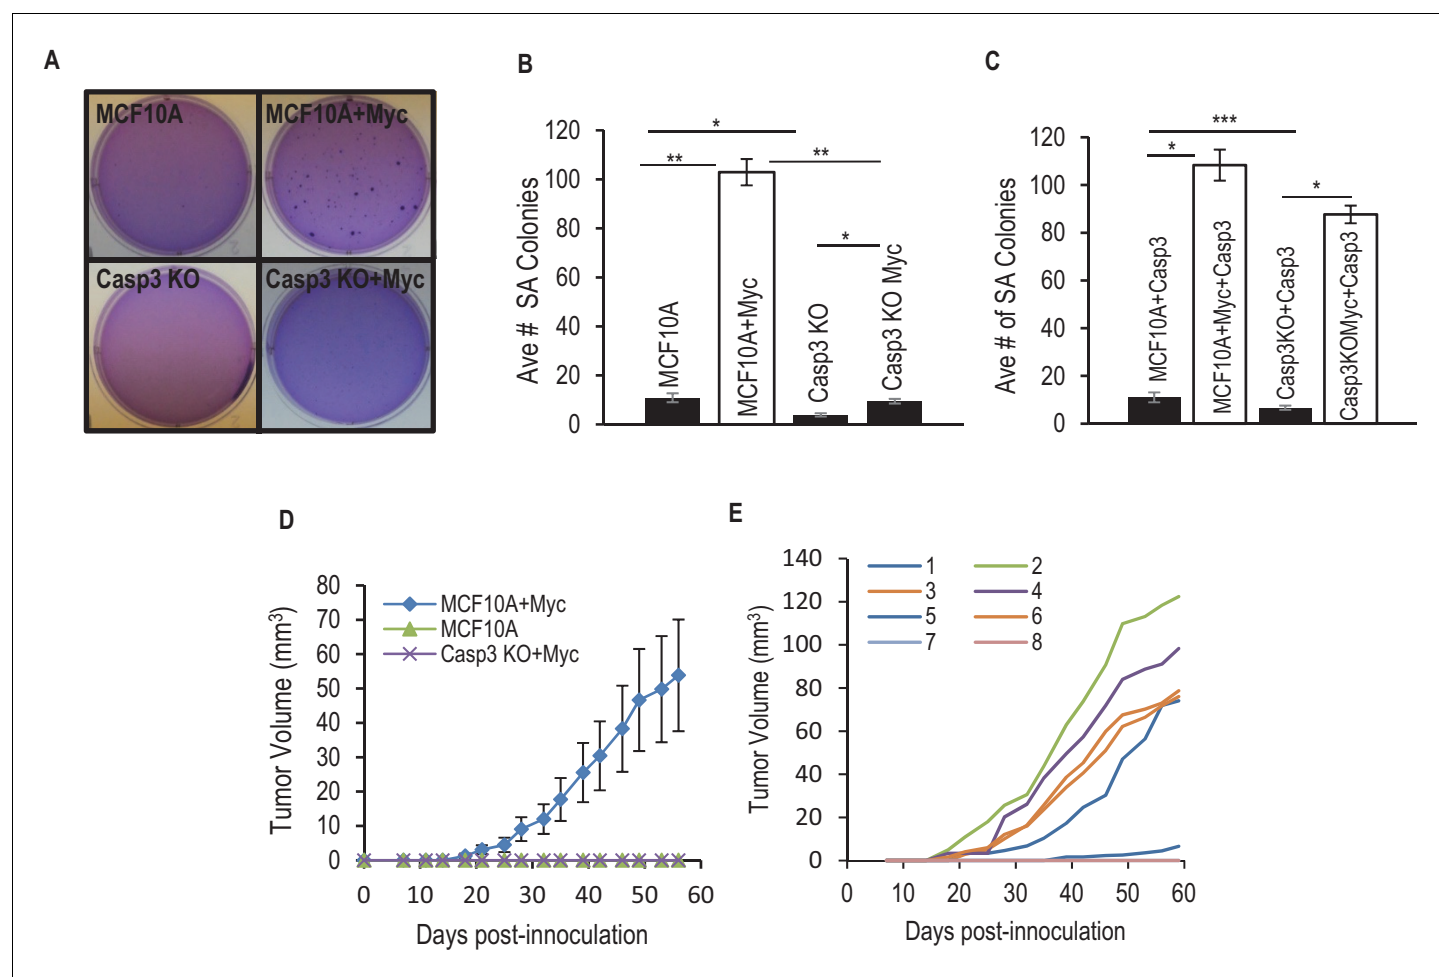 A
MCF10A
MCF10A+Myc
Casp3 KO
Casp3 KO+Myc
B
Ave # SA Colonies
120
100
80
60
40
20
0
*
**
**
*
MCF10A
MCF10A+Myc
Casp3 KO
Casp3 KO Myc
C
Ave # of SA Colonies
120
100
80
60
40
20
0
***
*
*
MCF10A+Casp3
MCF10A+Myc+Casp3
Casp3KO+Casp3
Casp3KOMyc+Casp3
D
Tumor Volume (mm³)
80
70
60
50
40
30
20
10
0
MCF10A+Myc
MCF10A
Casp3 KO+Myc
0 10 20 30 40 50 60
Days post-innoculation
E
Tumor Volume (mm³)
140
120
100
80
60
40
20
0
1 2
3 4
5 6
7 8
0 10 20 30 40 50 60
Days post-innoculation